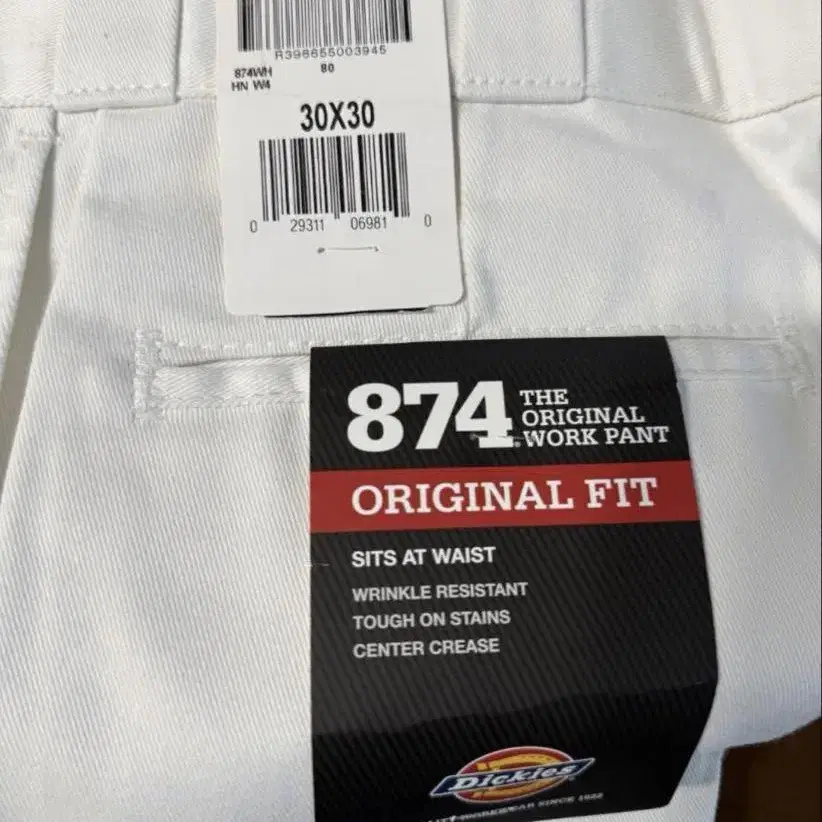 R396655003945
874WH 80
HN W4
30X30
0 29311 06981 0
874 THE
ORIGINAL
WORK PANT
ORIGINAL FIT
SITS AT WAIST
WRINKLE RESISTANT
TOUGH ON STAINS
CENTER CREASE
Dickies
WORKWEAR SINCE 1922